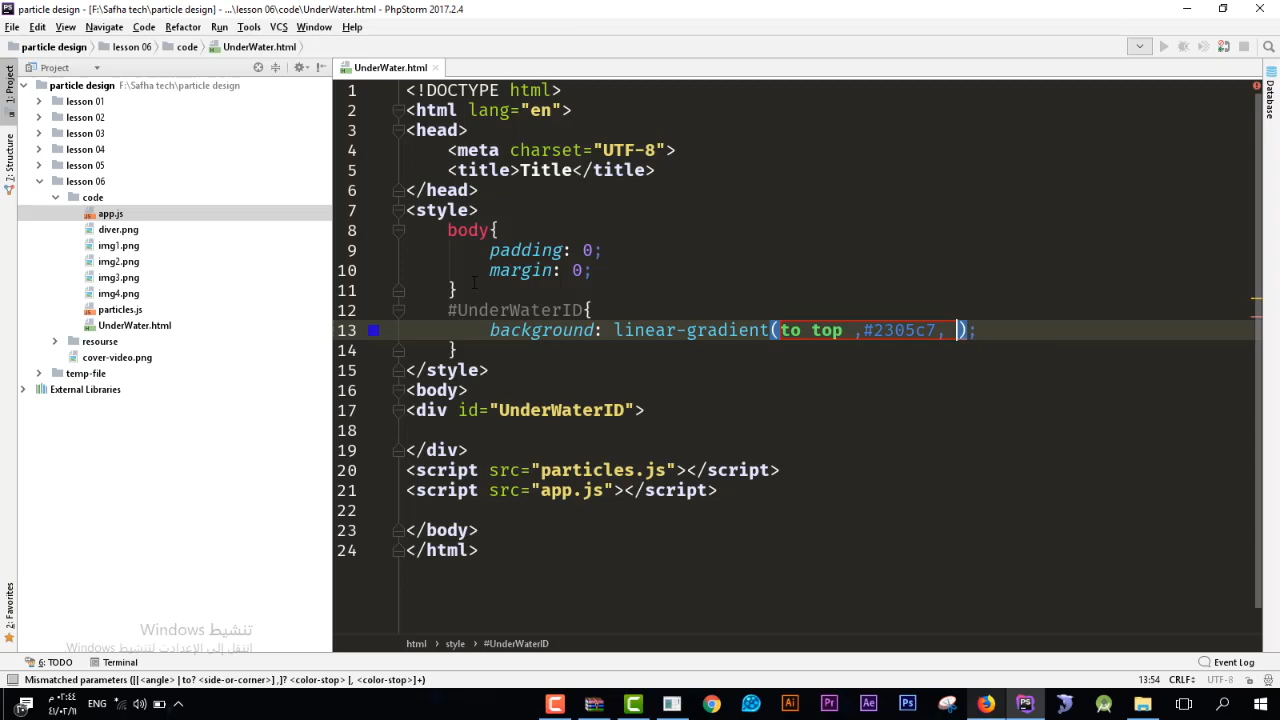 particle design - [F:\Safha tech\particle design] - ...\lesson 06\code\UnderWater.html - PhpStorm 2017.2.4
File Edit View Navigate Code Refactor Run Tools VCS Window Help
particle design lesson 06 code UnderWater.html
Project
UnderWater.html
particle design F:\Safha tech\particle design
lesson 01
lesson 02
lesson 03
lesson 04
lesson 05
lesson 06
code
app.js
diver.png
img1.png
img2.png
img3.png
img4.png
particles.js
UnderWater.html
resourse
cover-video.png
temp-file
External Libraries
1: Project
7: Structure
2: Favorites
Database
1 <!DOCTYPE html>
2 <html lang="en">
3 <head>
4 <meta charset="UTF-8">
5 <title>Title</title>
6 </head>
7 <style>
8 body{
9 padding: 0;
10 margin: 0;
11 }
12 #UnderWaterID{
13 background: linear-gradient(to top ,#2305c7, );
14 }
15 </style>
16 <body>
17 <div id="UnderWaterID">
18
19 </div>
20 <script src="particles.js"></script>
21 <script src="app.js"></script>
22
23 </body>
24 </html>
تنشيط Windows
انتقل إلى الإعدادت لتنشيط Windows
html style #UnderWaterID
6: TODO Terminal Event Log
Mismatched parameters ([[<angle> | to? <side-or-corner>],]? <color-stop> [, <color-stop>]+) 13:54 CRLF UTF-8
ENG